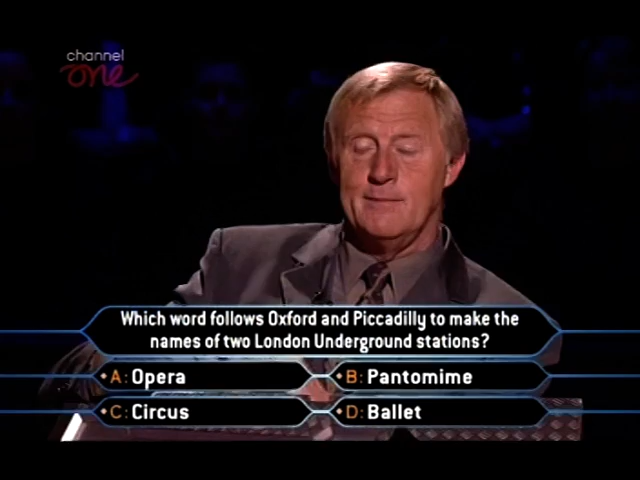 channel
one
Which word follows Oxford and Piccadilly to make the
names of two London Underground stations?
A: Opera
B: Pantomime
C: Circus
D: Ballet